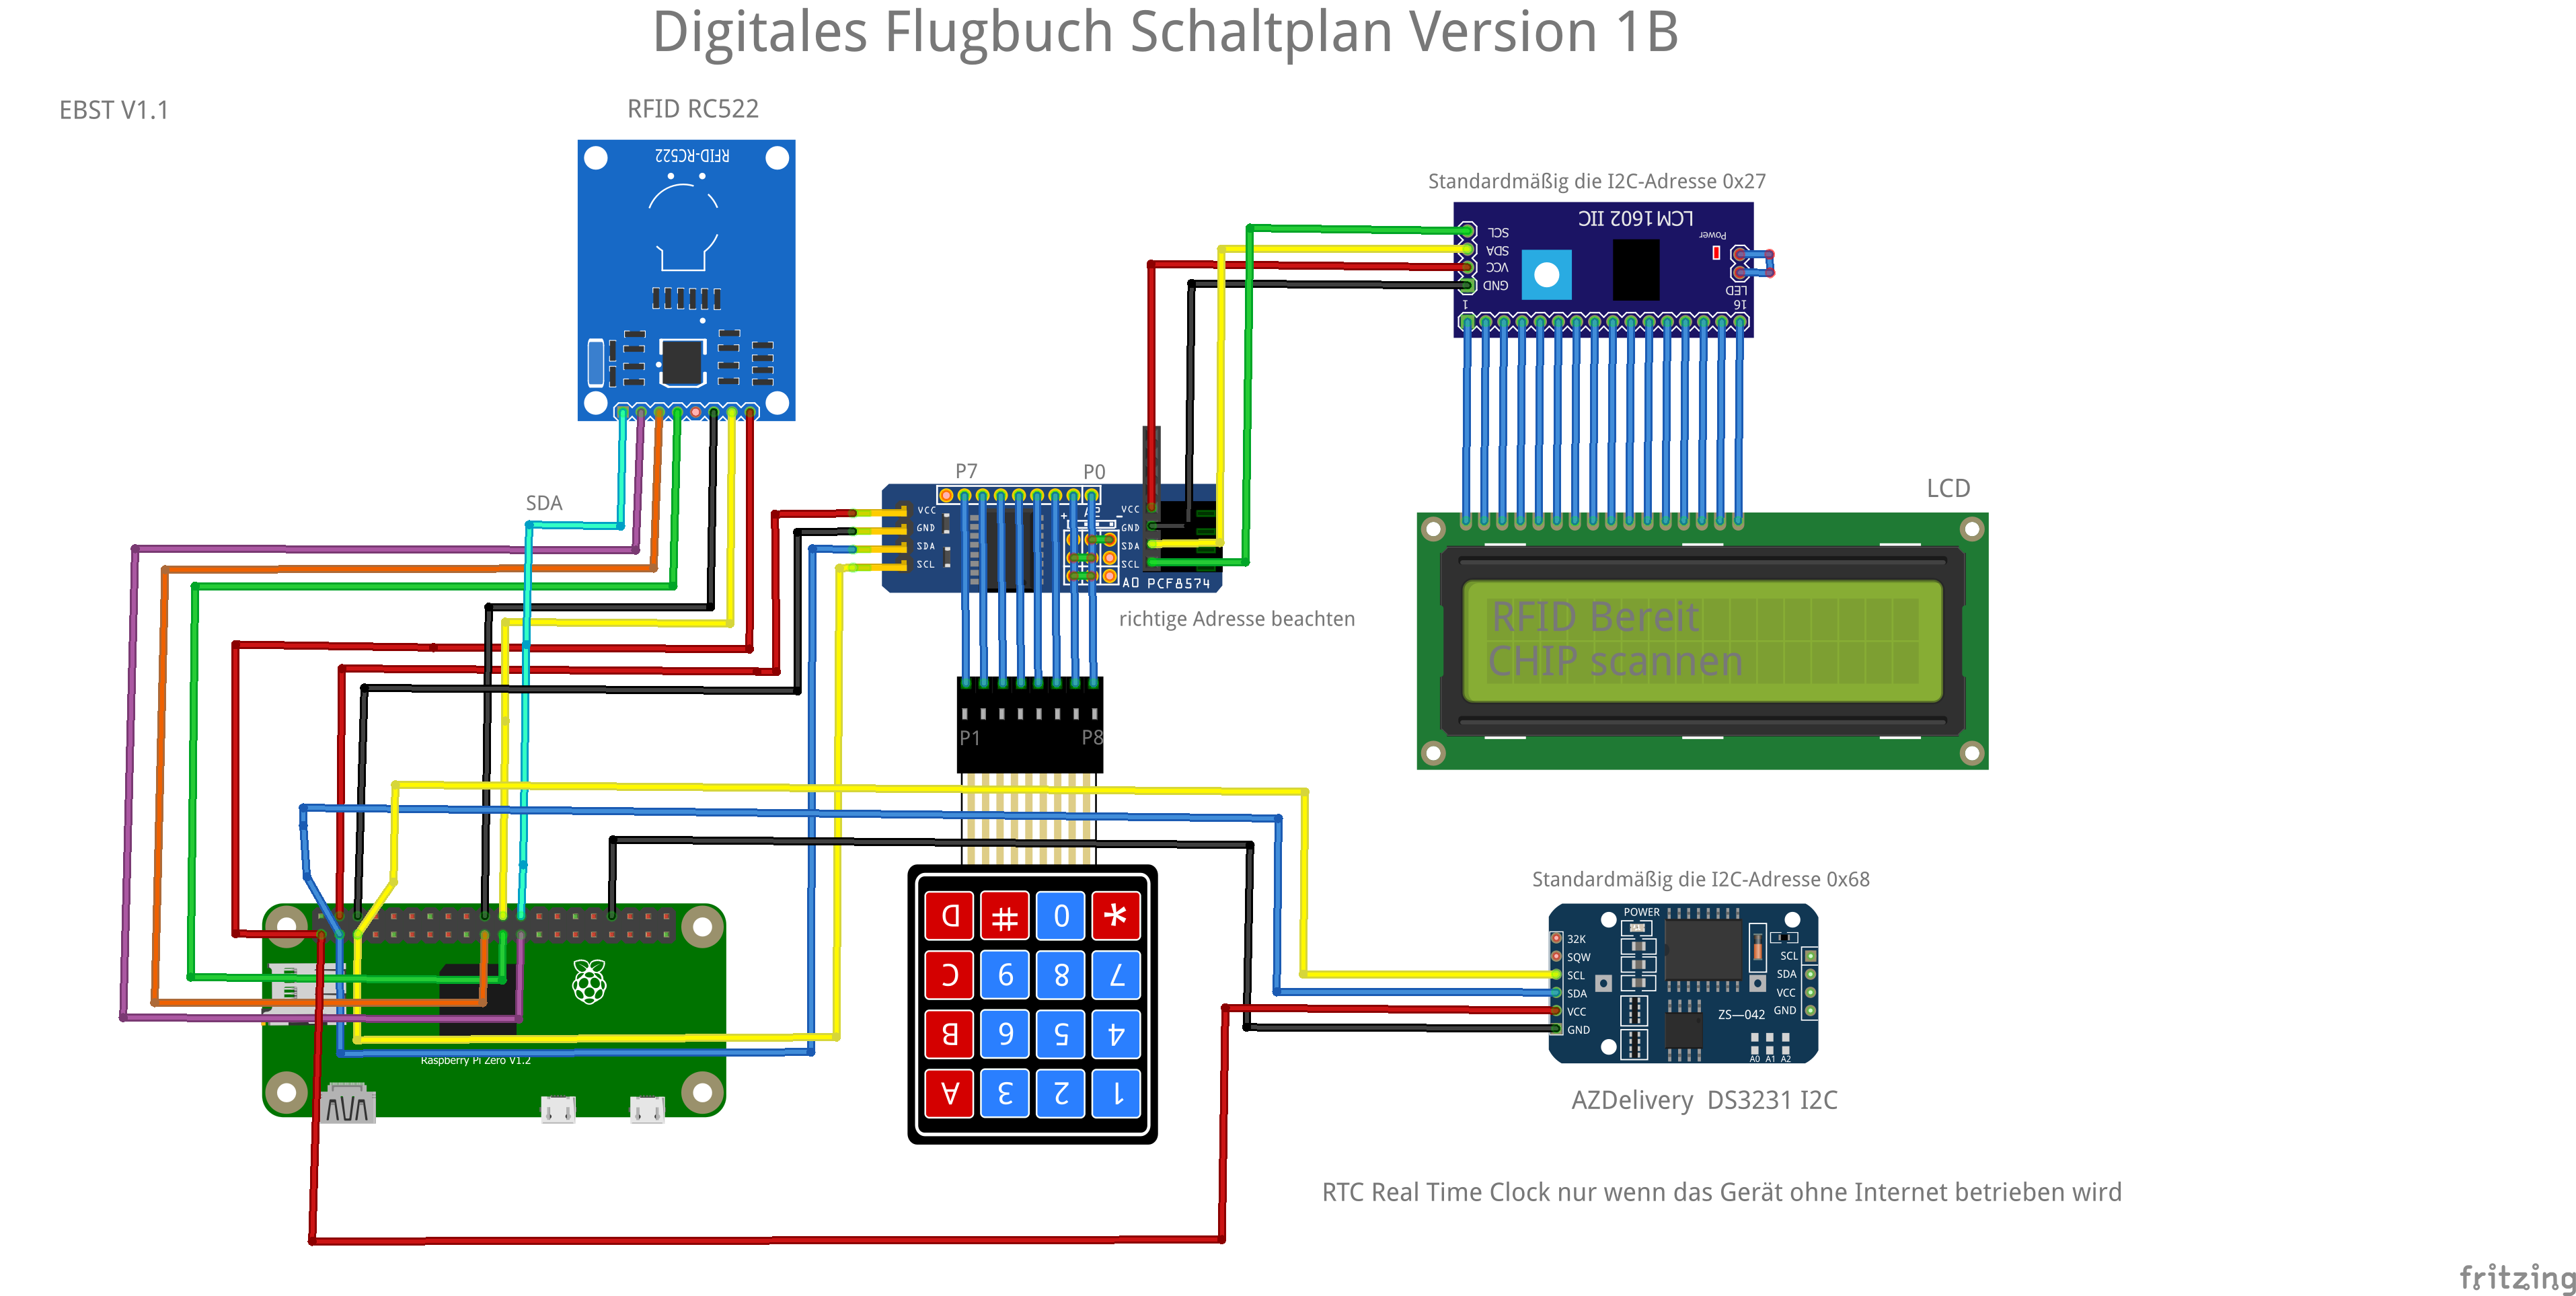 Digitales Flugbuch Schaltplan Version 1B
EBST V1.1
RFID RC522
RFID-RC522
Standardmäßig die I2C-Adresse 0x27
LCM1602 IIC
SCL
SDA
VCC
GND
Power
LED
1
16
SDA
P7
P0
VCC
GND
SDA
SCL
+
A2
-
VCC
GND
SDA
SCL
A0 PCF8574
richtige Adresse beachten
LCD
RFID Bereit
CHIP scannen
P1
P8
D # 0 *
C 9 8 7
B 6 5 4
A 3 2 1
Raspberry Pi Zero V1.2
Standardmäßig die I2C-Adresse 0x68
POWER
32K
SQW
SCL
SDA
VCC
GND
SCL
SDA
VCC
GND
ZS—042
A0 A1 A2
AZDelivery DS3231 I2C
RTC Real Time Clock nur wenn das Gerät ohne Internet betrieben wird
fritzing